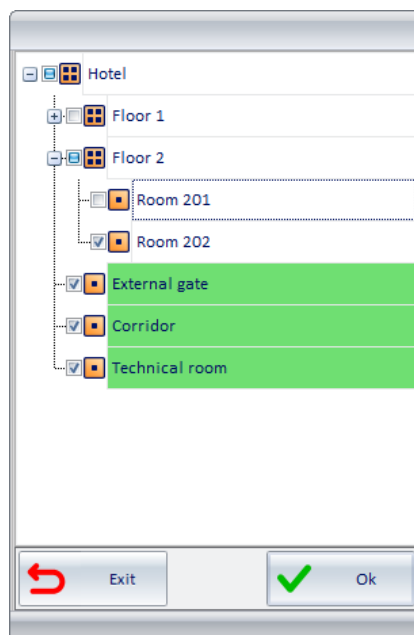 Hotel
Floor 1
Floor 2
Room 201
Room 202
External gate
Corridor
Technical room
Exit
Ok